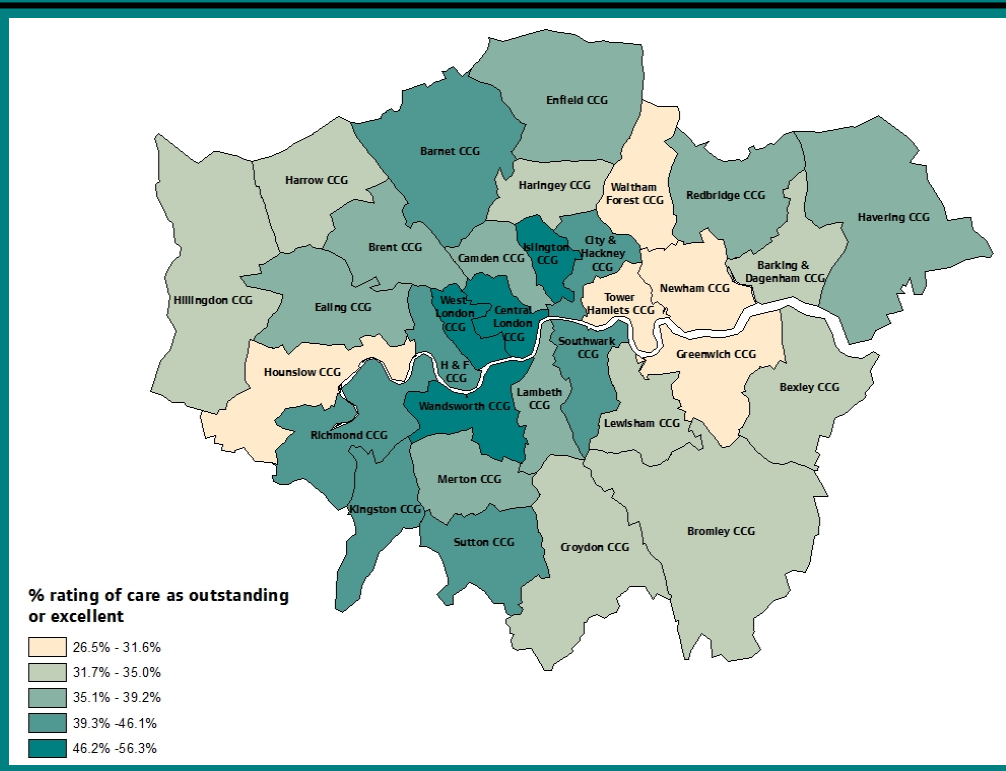 Enfield CCG
Barnet CCG
Harrow CCG
Haringey CCG
Waltham
Forest CCG
Redbridge CCG
Havering CCG
Brent CCG
Camden CCG
Islington
CCG
City &
Hackney
CCG
Barking &
Dagenham CCG
Hillingdon CCG
Ealing CCG
West
London
CCG
Central
London
CCG
Tower
Hamlets CCG
Newham CCG
Hounslow CCG
H & F
CCG
Southwark
CCG
Greenwich CCG
Bexley CCG
Wandsworth CCG
Lambeth
CCG
Lewisham CCG
Richmond CCG
Merton CCG
Kingston CCG
Sutton CCG
Croydon CCG
Bromley CCG
% rating of care as outstanding
or excellent
26.5% - 31.6%
31.7% - 35.0%
35.1% - 39.2%
39.3% -46.1%
46.2% -56.3%